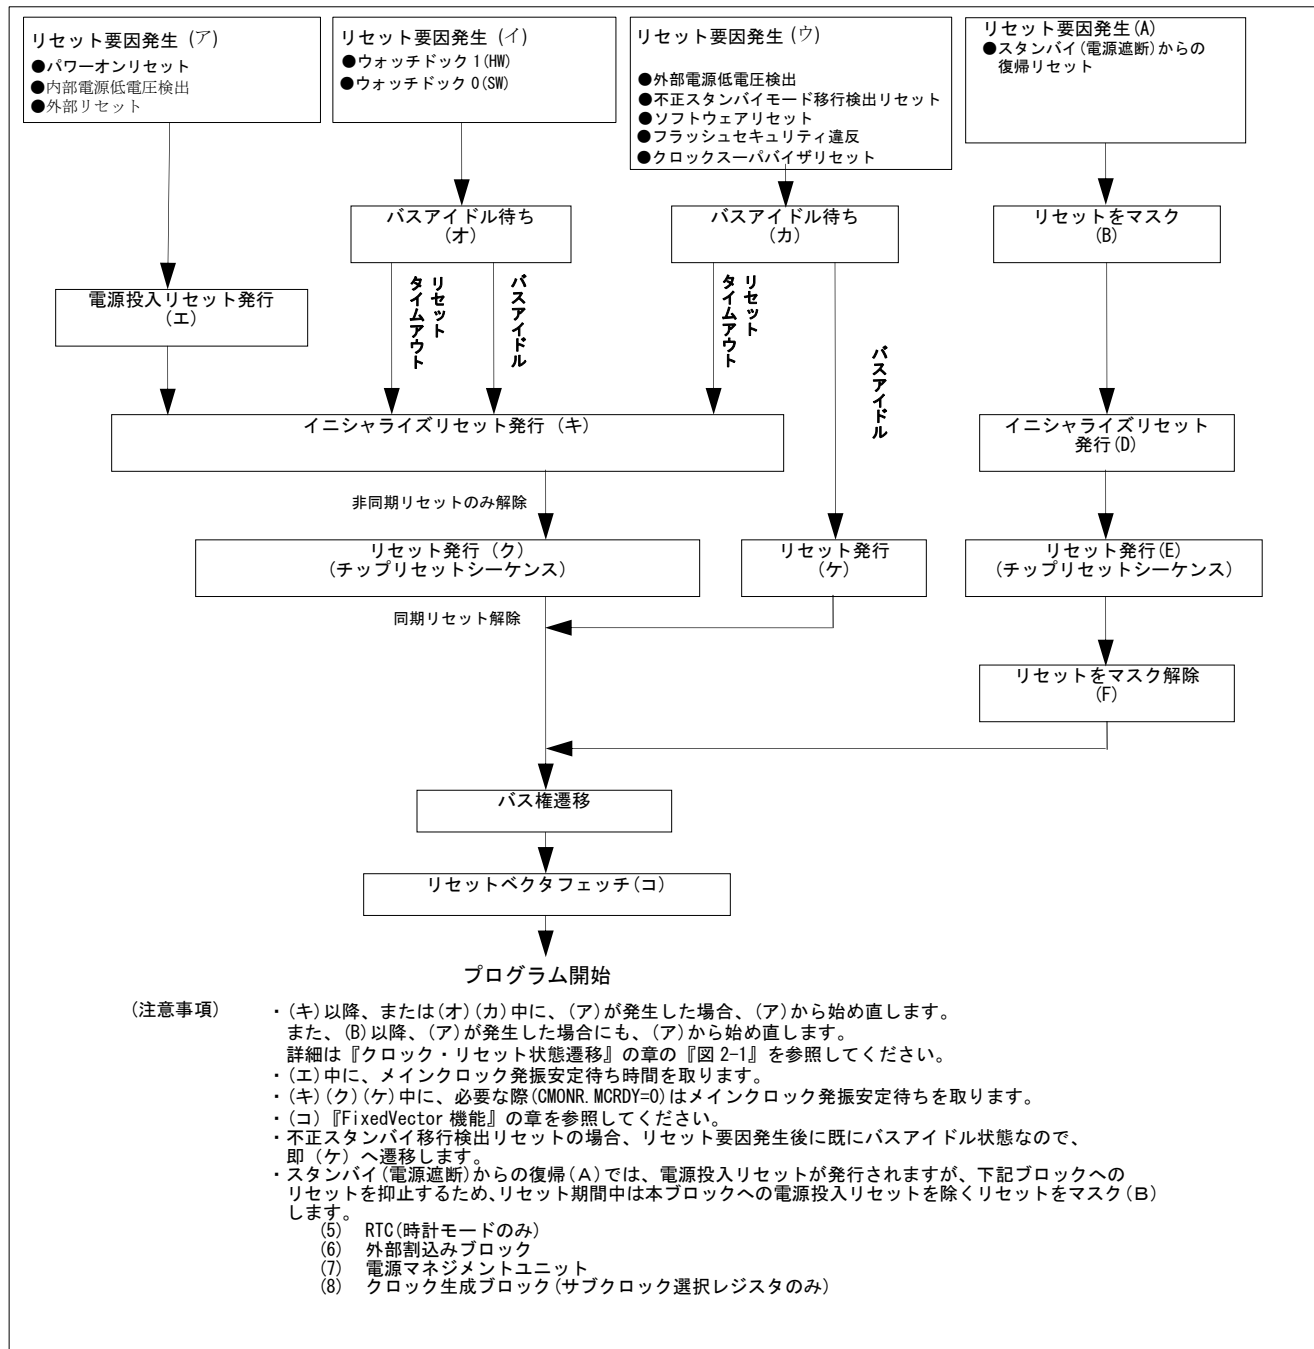 リセット要因発生 (ア)
●パワーオンリセット
●内部電源低電圧検出
●外部リセット
リセット要因発生 (イ)
●ウォッチドック 1(HW)
●ウォッチドック 0(SW)
リセット要因発生 (ウ)
●外部電源低電圧検出
●不正スタンバイモード移行検出リセット
●ソフトウェアリセット
●フラッシュセキュリティ違反
●クロックスーパバイザリセット
リセット要因発生(A)
●スタンバイ(電源遮断)からの
復帰リセット
バスアイドル待ち
(オ)
バスアイドル待ち
(カ)
リセットをマスク
(B)
電源投入リセット発行
(エ)
リセット
タイムアウト
バスアイドル
リセット
タイムアウト
バスアイドル
イニシャライズリセット発行 (キ)
イニシャライズリセット
発行(D)
非同期リセットのみ解除
リセット発行 (ク)
(チップリセットシーケンス)
リセット発行
(ケ)
リセット発行(E)
(チップリセットシーケンス)
同期リセット解除
リセットをマスク解除
(F)
バス権遷移
リセットベクタフェッチ(コ)
プログラム開始
(注意事項)
・(キ)以降、または(オ)(カ)中に、(ア)が発生した場合、(ア)から始め直します。
また、(B)以降、(ア)が発生した場合にも、(ア)から始め直します。
詳細は『クロック・リセット状態遷移』の章の『図 2-1』を参照してください。
・(エ)中に、メインクロック発振安定待ち時間を取ります。
・(キ)(ク)(ケ)中に、必要な際(CMONR.MCRDY=0)はメインクロック発振安定待ちを取ります。
・(コ)『FixedVector 機能』の章を参照してください。
・不正スタンバイ移行検出リセットの場合、リセット要因発生後に既にバスアイドル状態なので、
即 (ケ) へ遷移します。
・スタンバイ(電源遮断)からの復帰(A)では、電源投入リセットが発行されますが、下記ブロックへの
リセットを抑止するため、リセット期間中は本ブロックへの電源投入リセットを除くリセットをマスク(B)
します。
(5) RTC(時計モードのみ)
(6) 外部割込みブロック
(7) 電源マネジメントユニット
(8) クロック生成ブロック(サブクロック選択レジスタのみ)